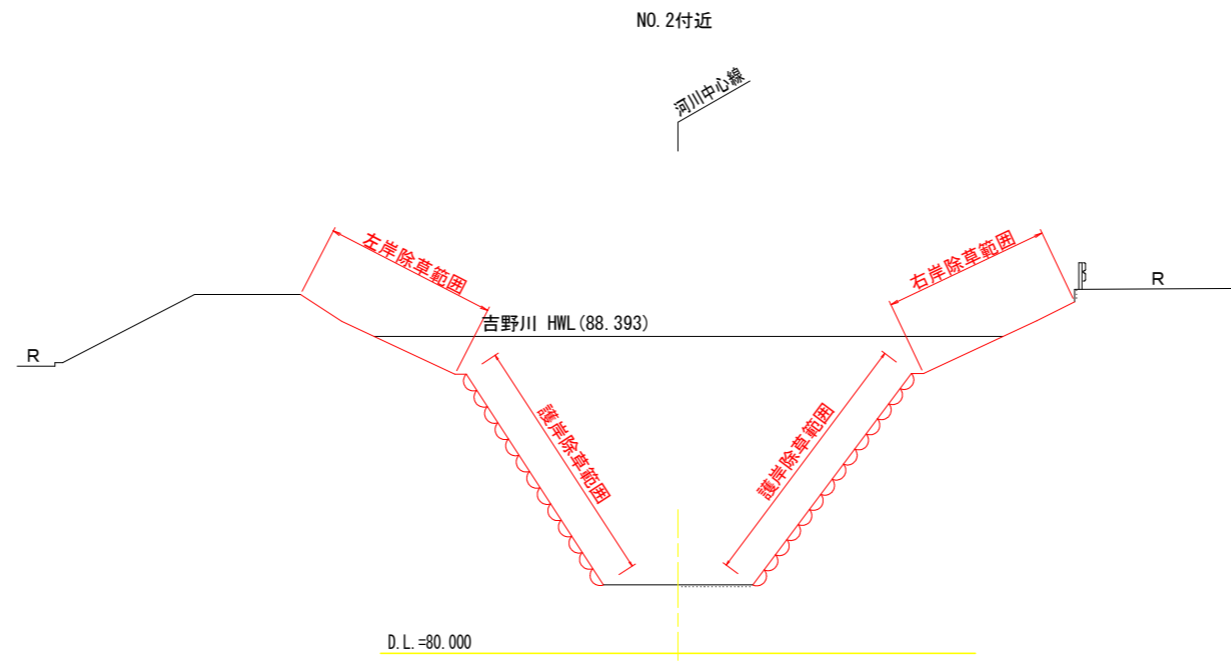 NO.2付近
河川中心線
左岸除草範囲
右岸除草範囲
R
吉野川 HWL(88.393)
R
護岸除草範囲
護岸除草範囲
D.L.=80.000